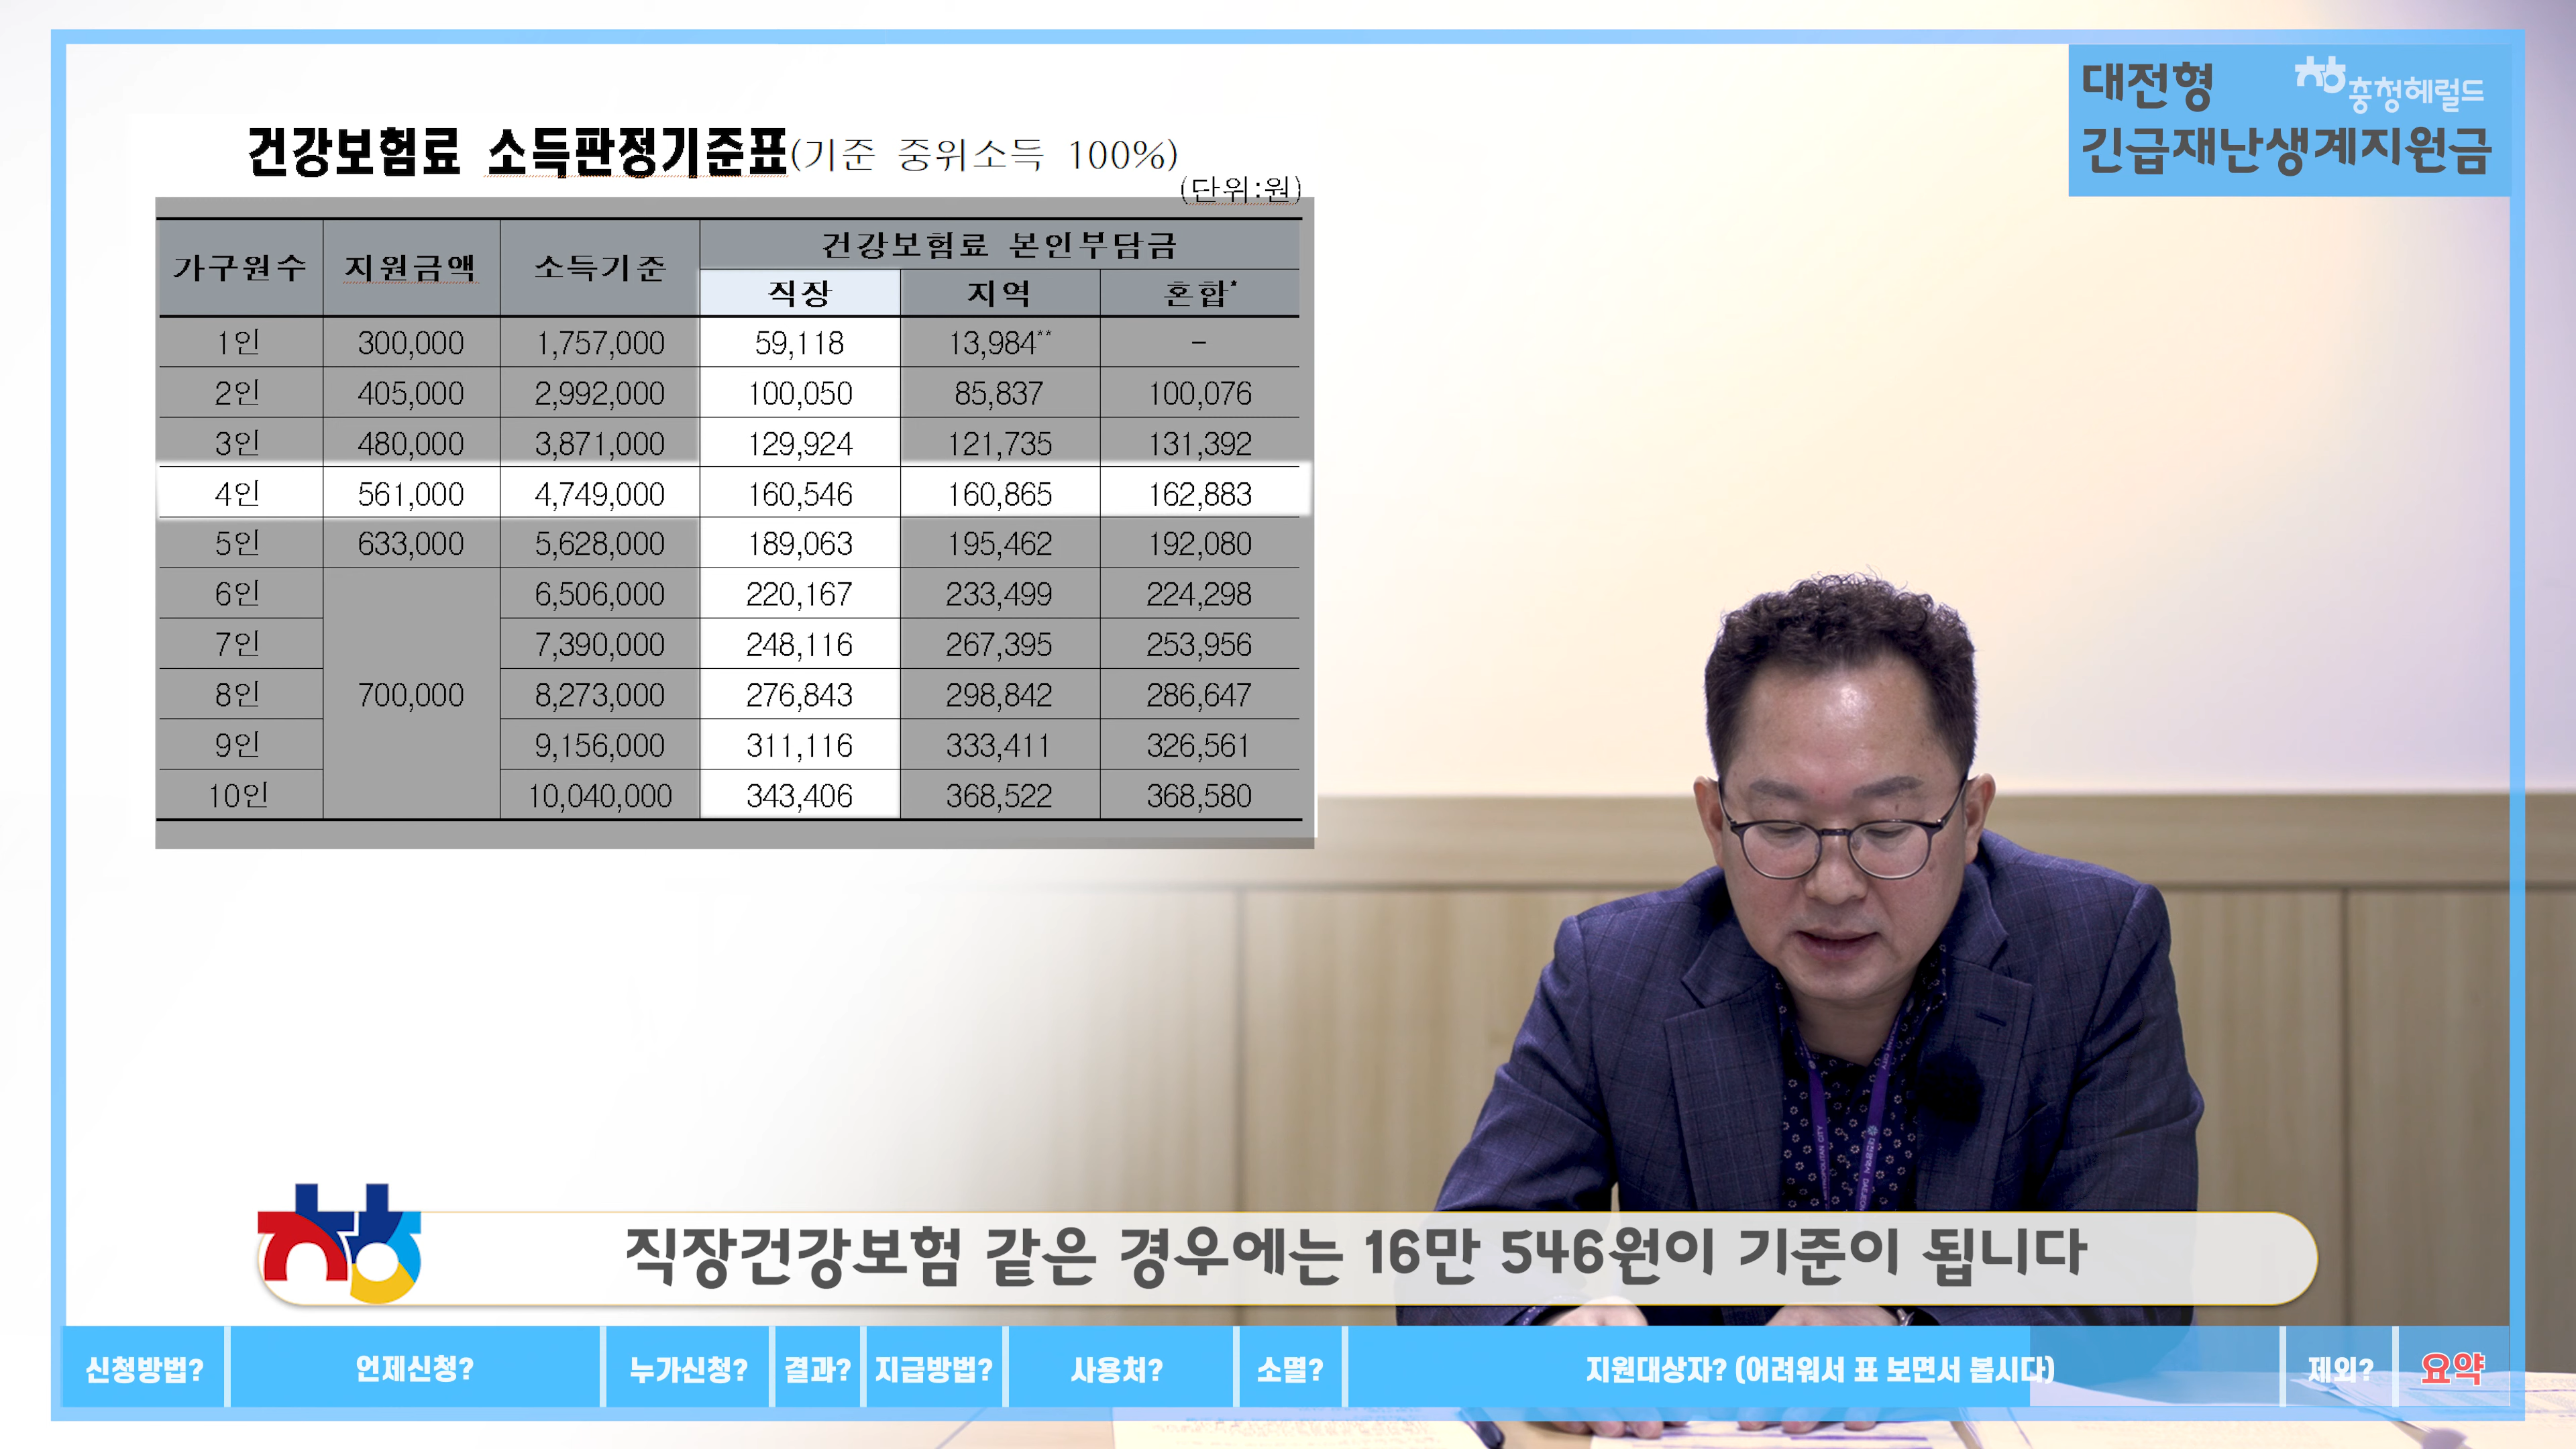 대전형
충청헤럴드
긴급재난생계지원금
건강보험료 소득판정기준표(기준 중위소득 100%)
(단위:원)
가구원수 지원금액 소득기준 건강보험료 본인부담금
직장 지역 혼합*
1인 300,000 1,757,000 59,118 13,984** -
2인 405,000 2,992,000 100,050 85,837 100,076
3인 480,000 3,871,000 129,924 121,735 131,392
4인 561,000 4,749,000 160,546 160,865 162,883
5인 633,000 5,628,000 189,063 195,462 192,080
6인 6,506,000 220,167 233,499 224,298
7인 7,390,000 248,116 267,395 253,956
8인 700,000 8,273,000 276,843 298,842 286,647
9인 9,156,000 311,116 333,411 326,561
10인 10,040,000 343,406 368,522 368,580
직장건강보험 같은 경우에는 16만 546원이 기준이 됩니다
신청방법? 언제신청? 누가신청? 결과? 지급방법? 사용처? 소멸? 지원대상자? (어려워서 표 보면서 봅시다) 제외? 요약